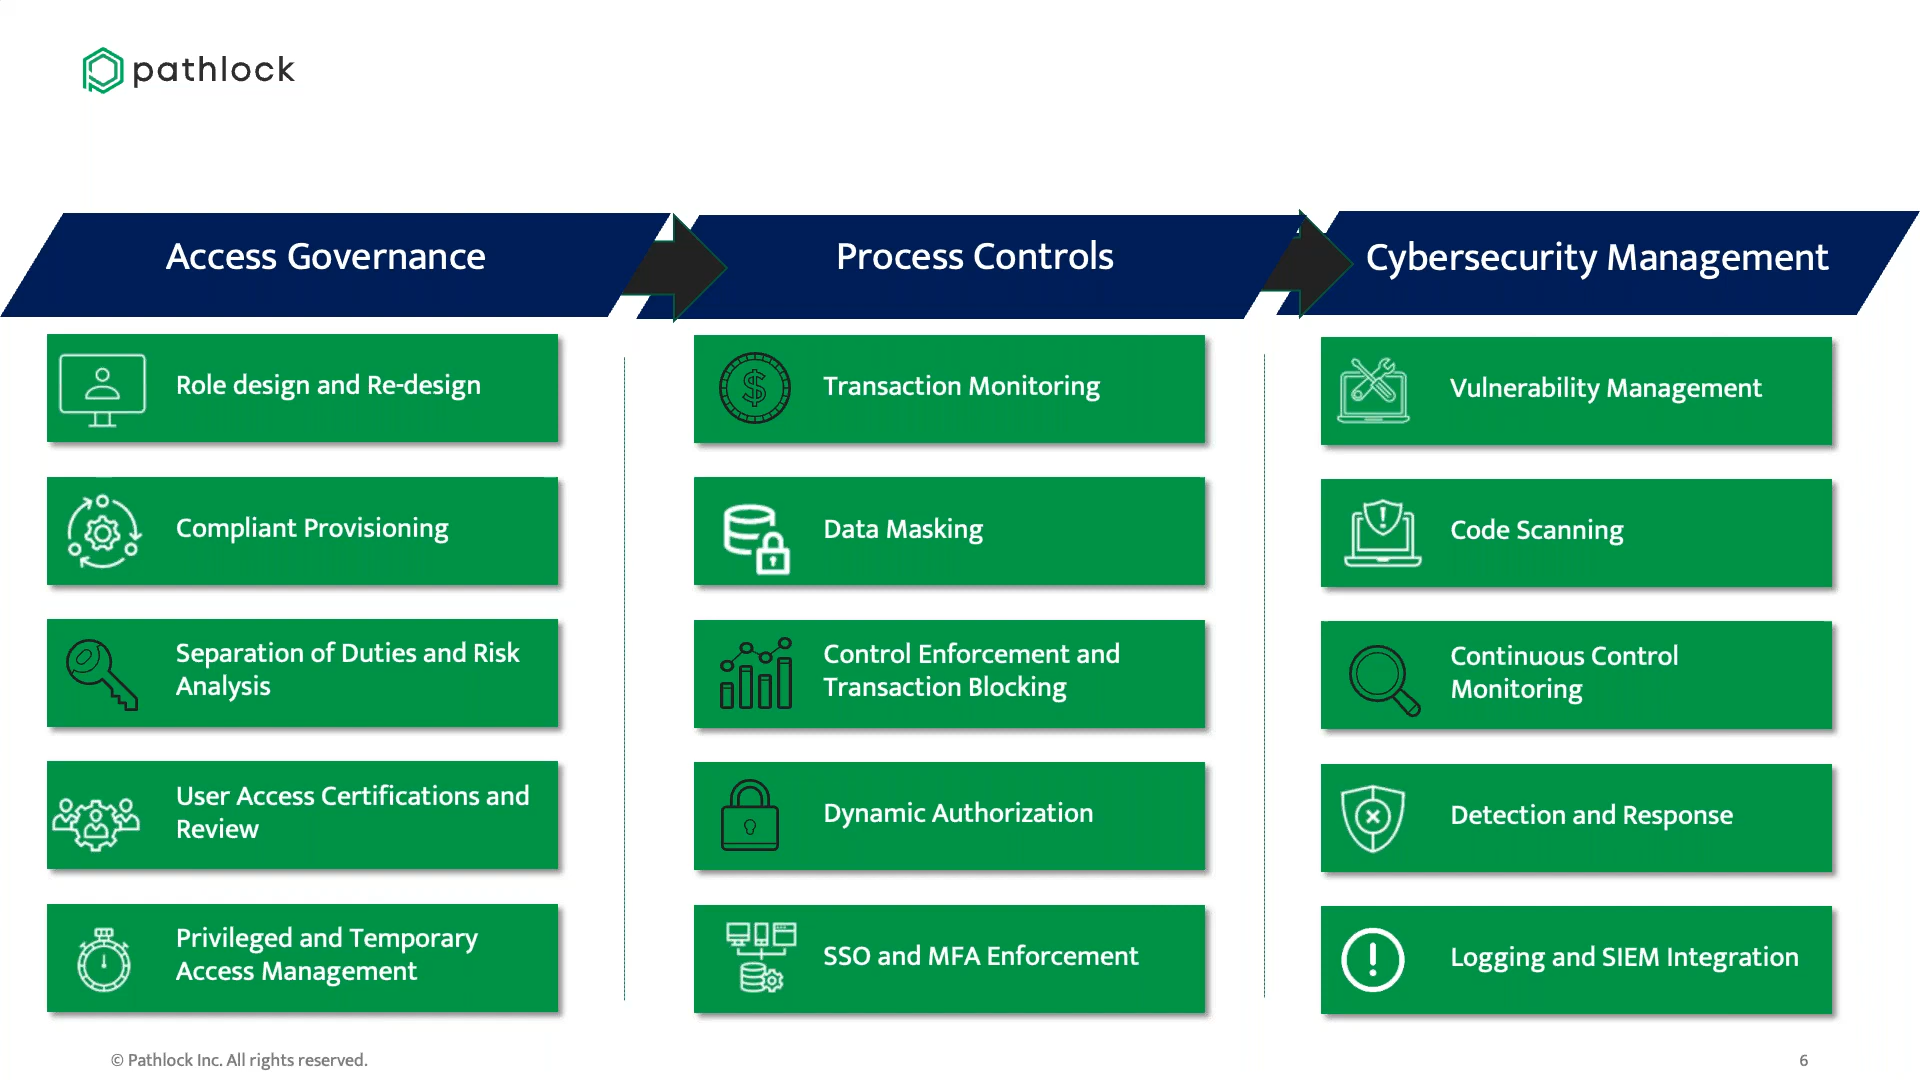 pathlock
Access Governance
Process Controls
Cybersecurity Management
Role design and Re-design
Compliant Provisioning
Separation of Duties and Risk
Analysis
User Access Certifications and
Review
Privileged and Temporary
Access Management
Transaction Monitoring
Data Masking
Control Enforcement and
Transaction Blocking
Dynamic Authorization
SSO and MFA Enforcement
Vulnerability Management
Code Scanning
Continuous Control
Monitoring
Detection and Response
Logging and SIEM Integration
© Pathlock Inc. All rights reserved.
6